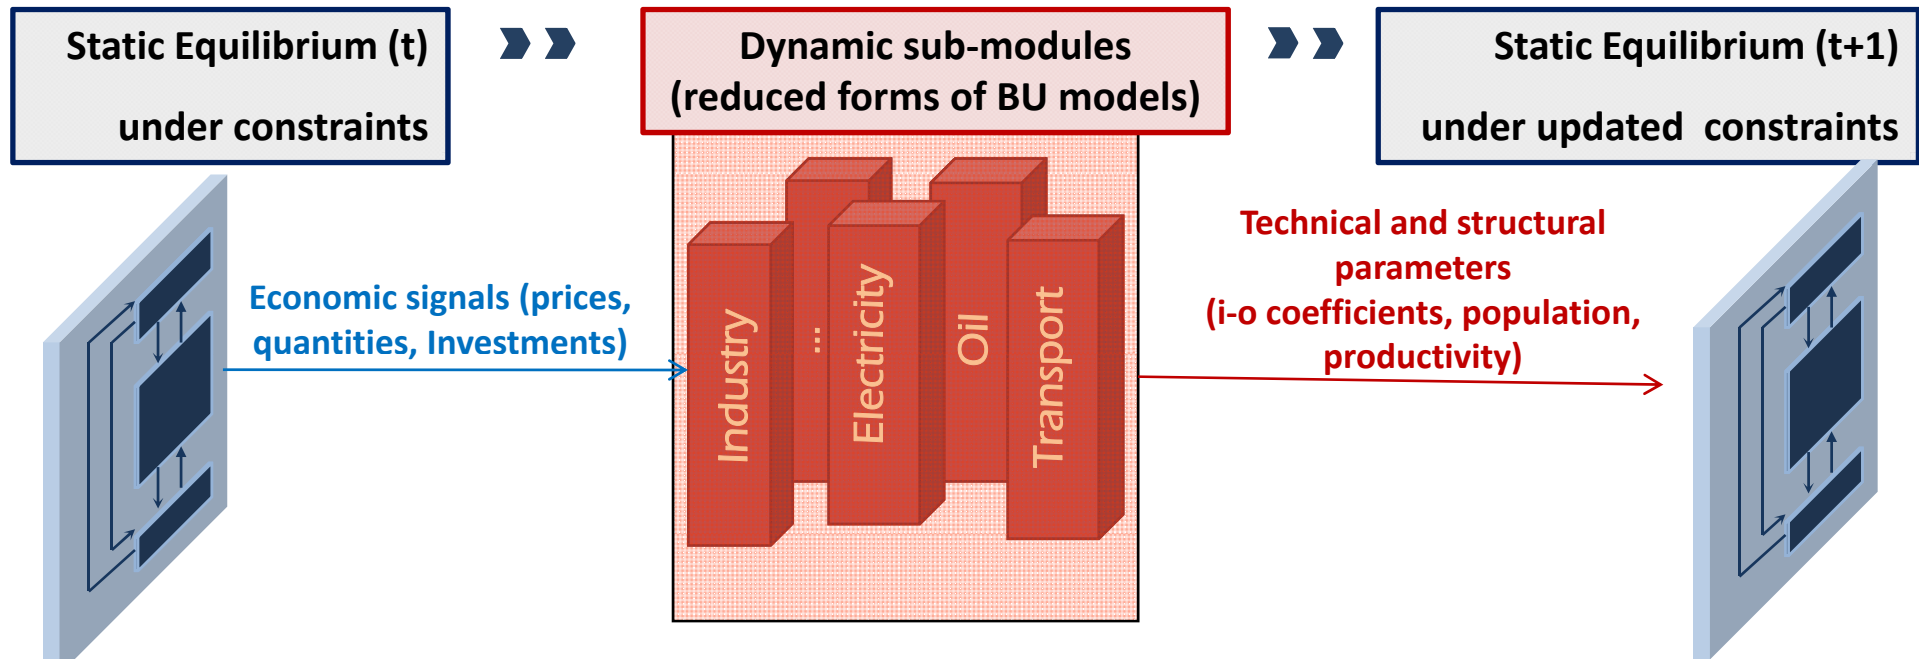 Static Equilibrium (t)
under constraints
Dynamic sub-modules
(reduced forms of BU models)
Static Equilibrium (t+1)
under updated constraints
Economic signals (prices,
quantities, Investments)
Industry
...
Electricity
Oil
Transport
Technical and structural
parameters
(i-o coefficients, population,
productivity)